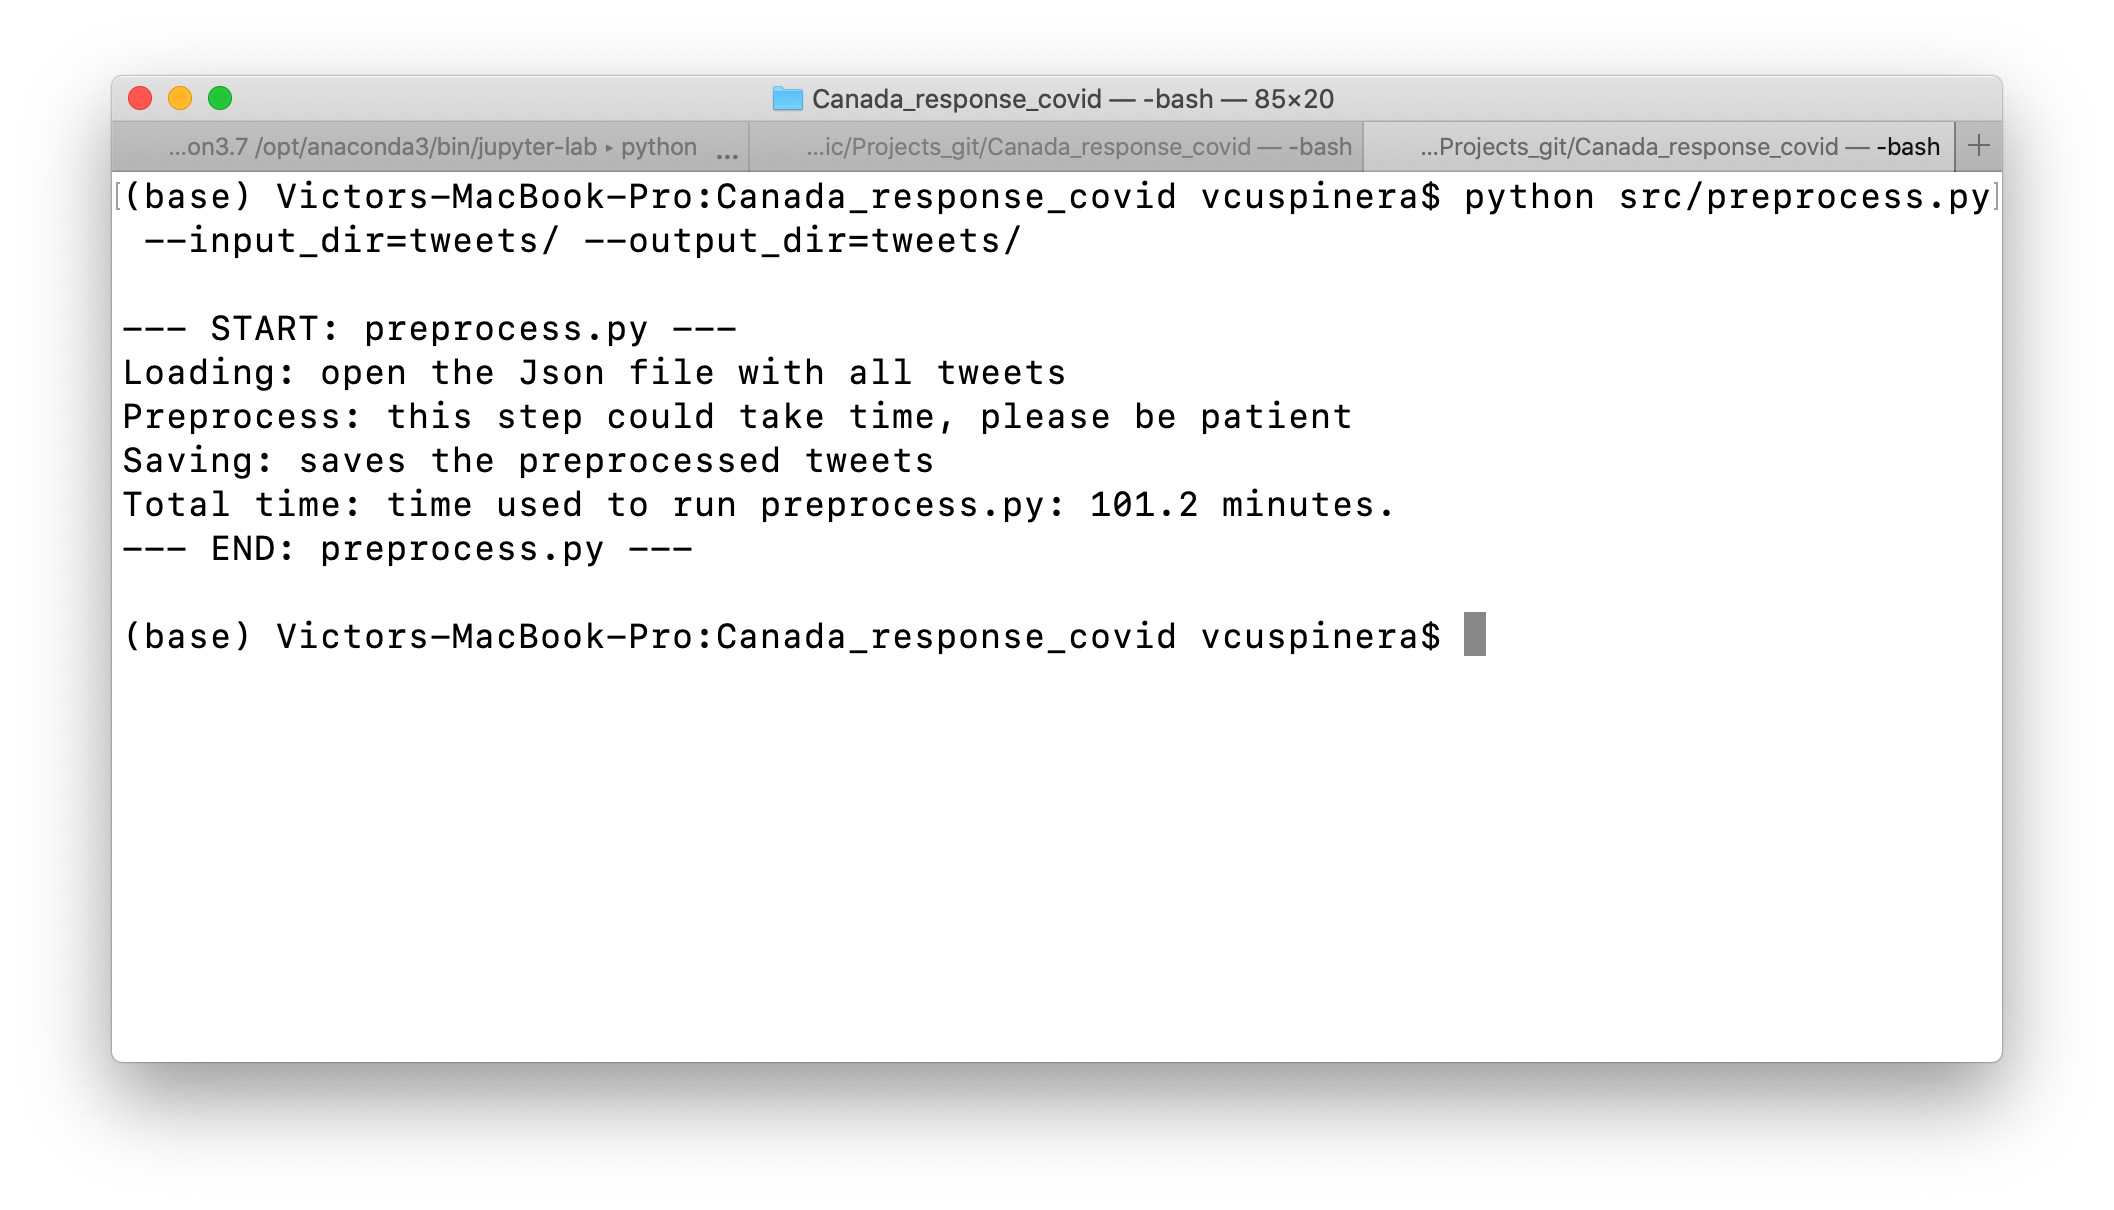 Canada_response_covid — -bash — 85×20
...on3.7 /opt/anaconda3/bin/jupyter-lab ▸ python ...
...ic/Projects_git/Canada_response_covid — -bash
...Projects_git/Canada_response_covid — -bash
+
[(base) Victors-MacBook-Pro:Canada_response_covid vcuspinera$ python src/preprocess.py]
--input_dir=tweets/ --output_dir=tweets/
--- START: preprocess.py ---
Loading: open the Json file with all tweets
Preprocess: this step could take time, please be patient
Saving: saves the preprocessed tweets
Total time: time used to run preprocess.py: 101.2 minutes.
--- END: preprocess.py ---
(base) Victors-MacBook-Pro:Canada_response_covid vcuspinera$